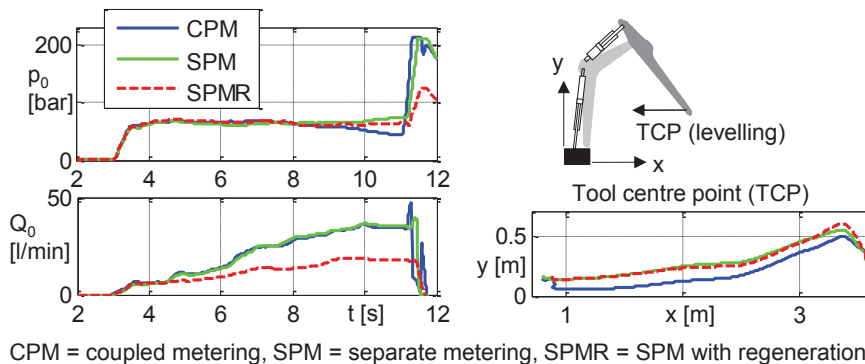 CPM
SPM
SPMR
200
p0
[bar]
0
2 4 6 8 10 12
50
Q0
[l/min]
0
2 4 6 8 10 12
t [s]
y
x
TCP (levelling)
Tool centre point (TCP)
0.5
y [m]
0
1 3
x [m]
CPM = coupled metering, SPM = separate metering, SPMR = SPM with regeneration